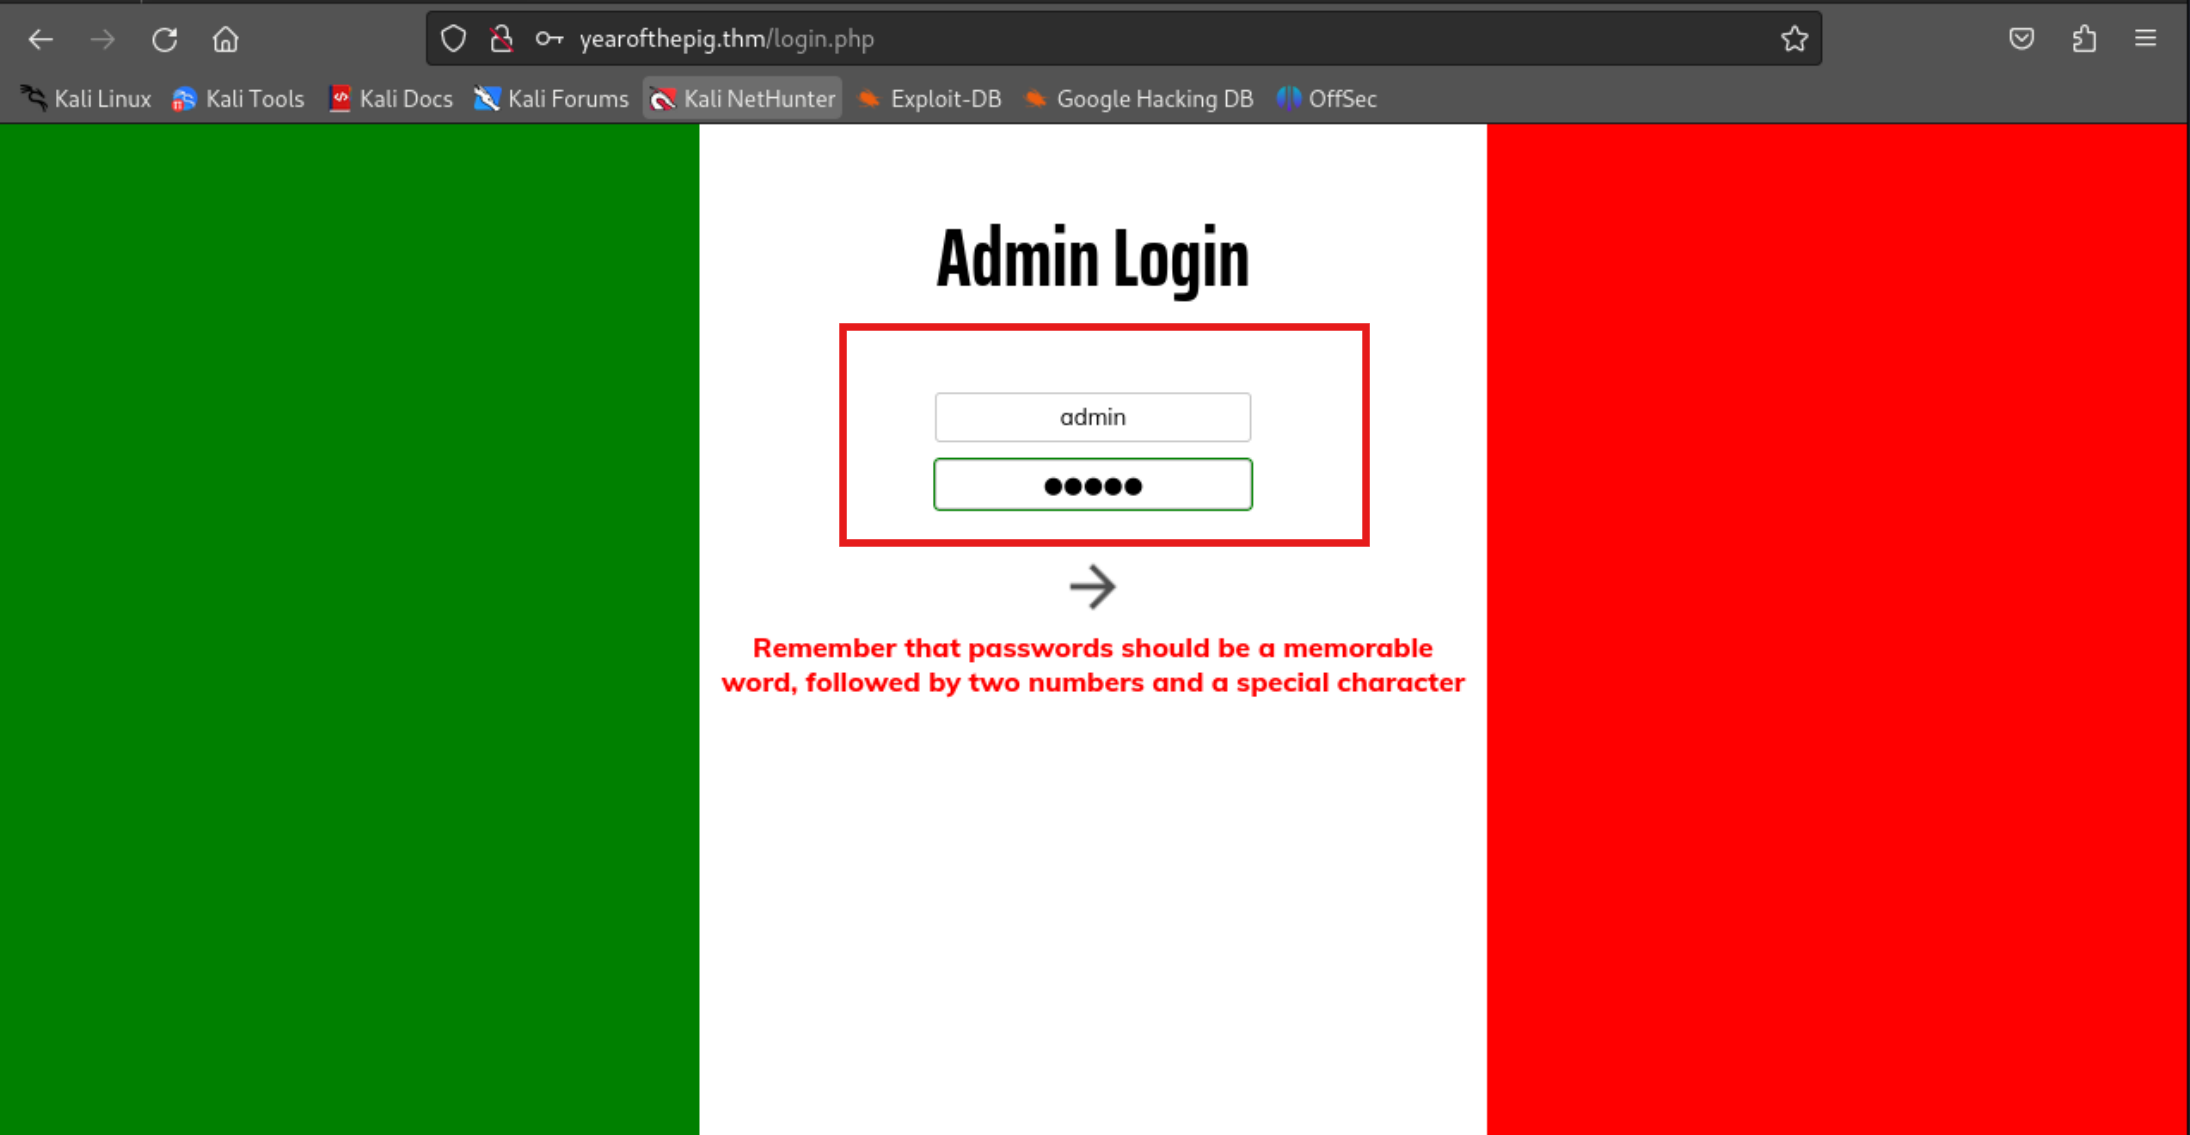 yearofthepig.thm/login.php
Kali Linux Kali Tools Kali Docs Kali Forums Kali NetHunter Exploit-DB Google Hacking DB OffSec
Admin Login
admin
●●●●●
Remember that passwords should be a memorable
word, followed by two numbers and a special character